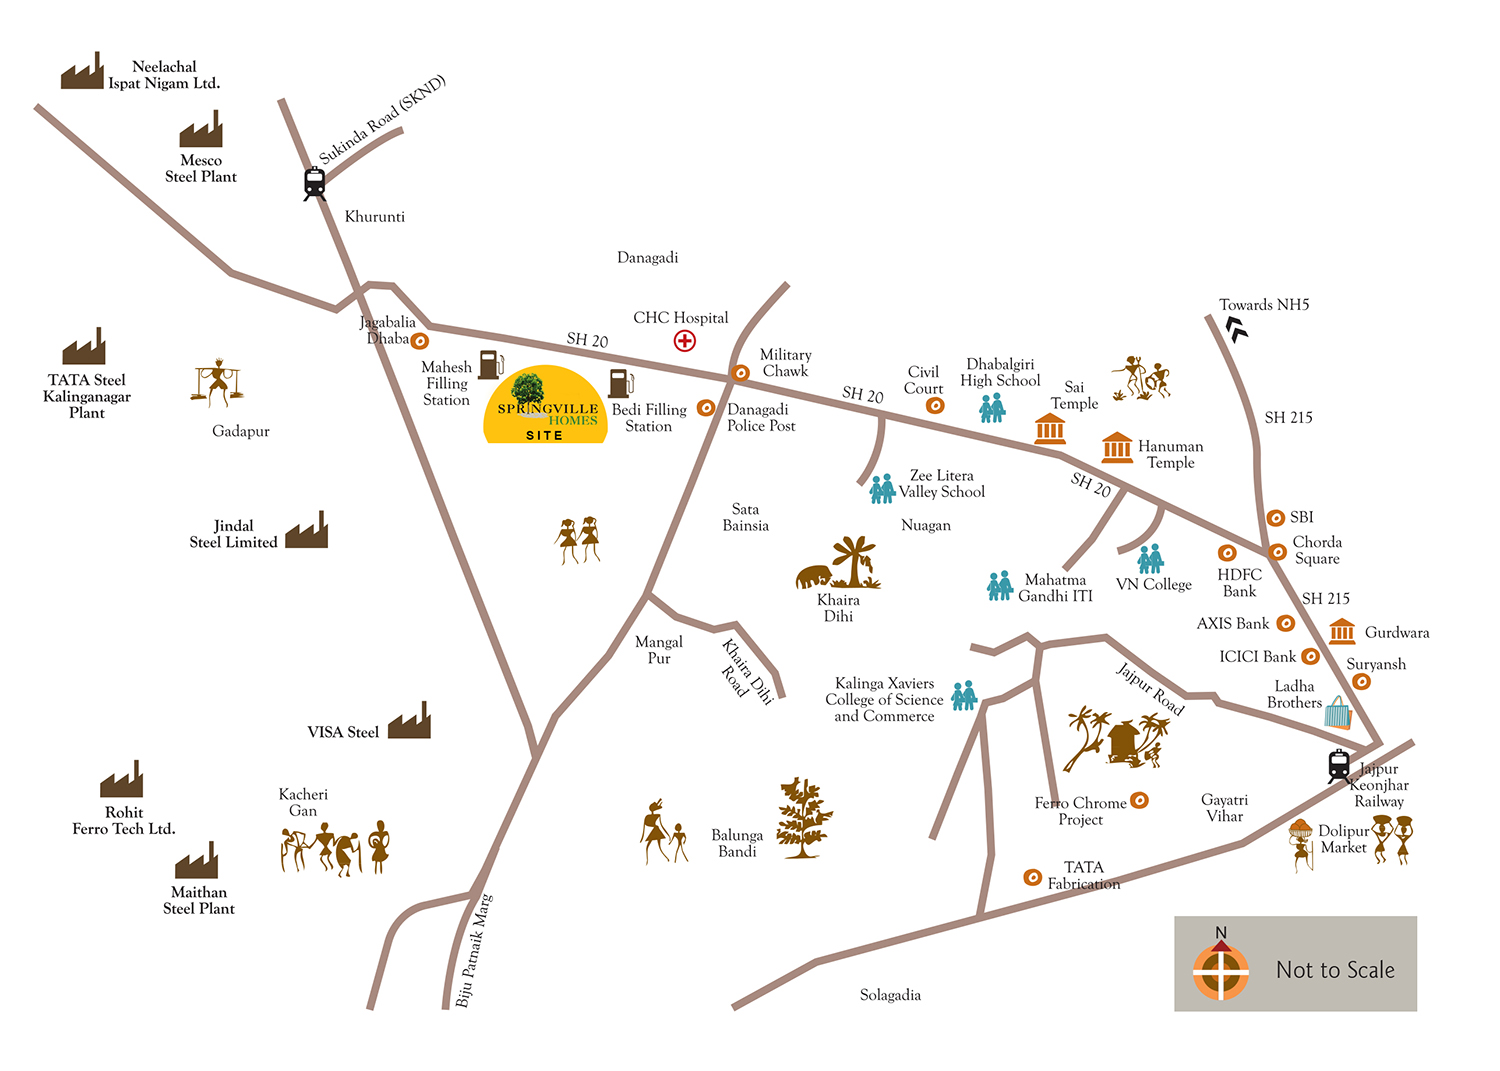 Neelachal
Ispat Nigam Ltd.
Mesco
Steel Plant
Sukinda Road (SKND)
Khurunti
Danagadi
Towards NH5
CHC Hospital
Jagabalia
Dhaba
SH 20
Military
Chawk
Mahesh
Filling
Station
SPRINGVILLE
HOMES
SITE
Bedi Filling
Station
Danagadi
Police Post
SH 20
Civil
Court
Dhabalgiri
High School
Sai
Temple
Hanuman
Temple
SH 215
TATA Steel
Kalinganagar
Plant
Gadapur
Zee Litera
Valley School
SH 20
Jindal
Steel Limited
Sata
Bainsia
Nuagan
SBI
Chorda
Square
HDFC
Bank
Mahatma
Gandhi ITI
VN College
Khaira
Dihi
SH 215
AXIS Bank
Gurdwara
Mangal
Pur
Khaira Dihi
Road
ICICI Bank
Suryansh
Kalinga Xaviers
College of Science
and Commerce
Jajpur Road
Ladha
Brothers
VISA Steel
Jajpur
Keonjhar
Railway
Rohit
Ferro Tech Ltd.
Kacheri
Gan
Ferro Chrome
Project
Gayatri
Vihar
Balunga
Bandi
Dolipur
Market
TATA
Fabrication
Maithan
Steel Plant
Biju Patnaik Marg
Solagadia
N
Not to Scale